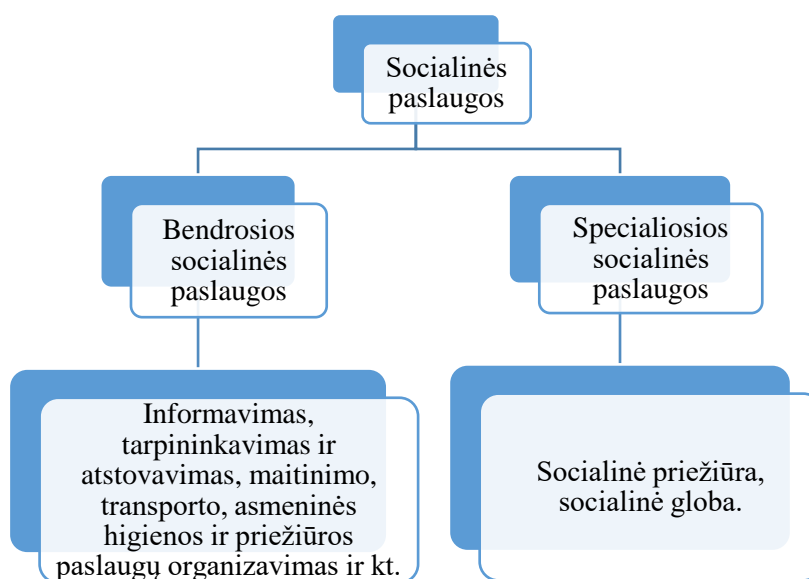 Socialinės
paslaugos
Bendrosios
socialinės
paslaugos
Specialiosios
socialinės
paslaugos
Informavimas,
tarpininkavimas ir
atstovavimas, maitinimo,
transporto, asmeninės
higienos ir priežiūros
paslaugų organizavimas ir kt.
Socialinė priežiūra,
socialinė globa.